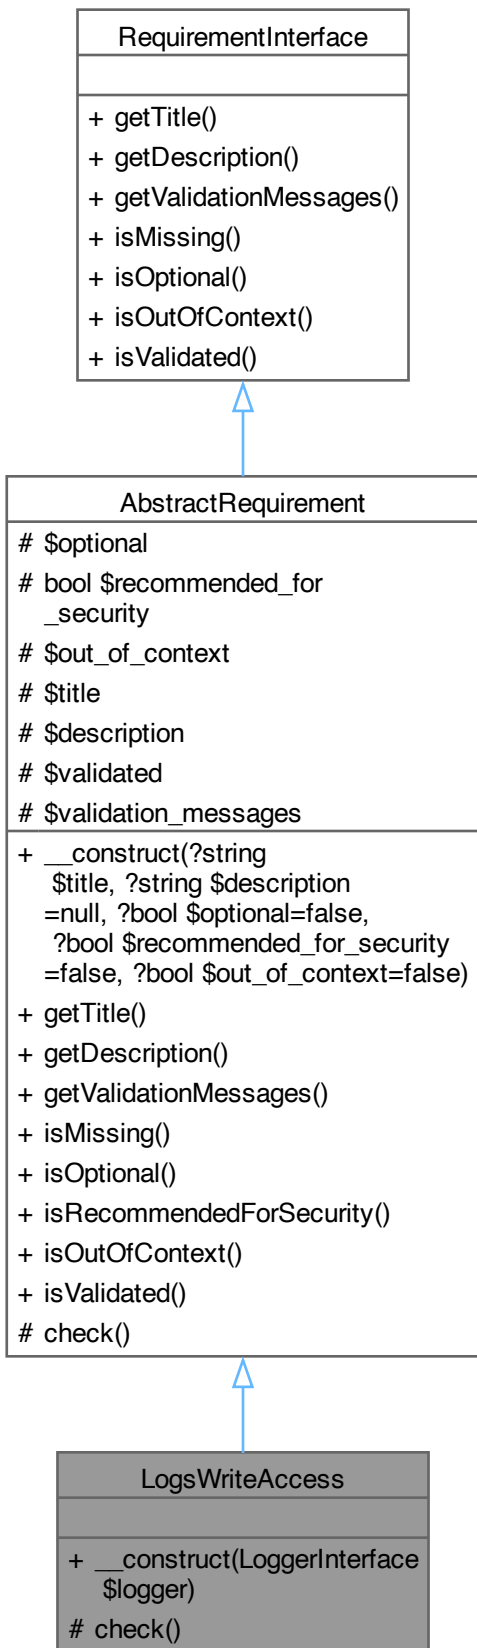 RequirementInterface
+ getTitle()
+ getDescription()
+ getValidationMessages()
+ isMissing()
+ isOptional()
+ isOutOfContext()
+ isValidated()
AbstractRequirement
# $optional
# bool $recommended_for
_security
# $out_of_context
# $title
# $description
# $validated
# $validation_messages
+ __construct(?string
$title, ?string $description
=null, ?bool $optional=false,
?bool $recommended_for_security
=false, ?bool $out_of_context=false)
+ getTitle()
+ getDescription()
+ getValidationMessages()
+ isMissing()
+ isOptional()
+ isRecommendedForSecurity()
+ isOutOfContext()
+ isValidated()
# check()
LogsWriteAccess
+ __construct(LoggerInterface
$logger)
# check()